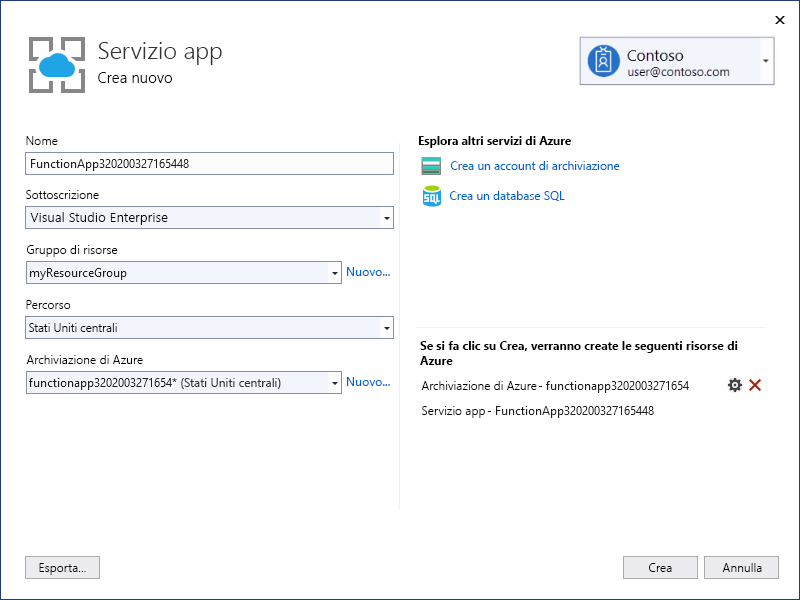 Servizio app
Crea nuovo
Contoso
user@contoso.com
Nome
FunctionApp320200327165448
Sottoscrizione
Visual Studio Enterprise
Gruppo di risorse
myResourceGroup
Nuovo...
Percorso
Stati Uniti centrali
Archiviazione di Azure
functionapp3202003271654* (Stati Uniti centrali)
Nuovo...
Esplora altri servizi di Azure
Crea un account di archiviazione
SQL
Crea un database SQL
Se si fa clic su Crea, verranno create le seguenti risorse di
Azure
Archiviazione di Azure - functionapp3202003271654
Servizio app - FunctionApp320200327165448
Esporta...
Crea
Annulla